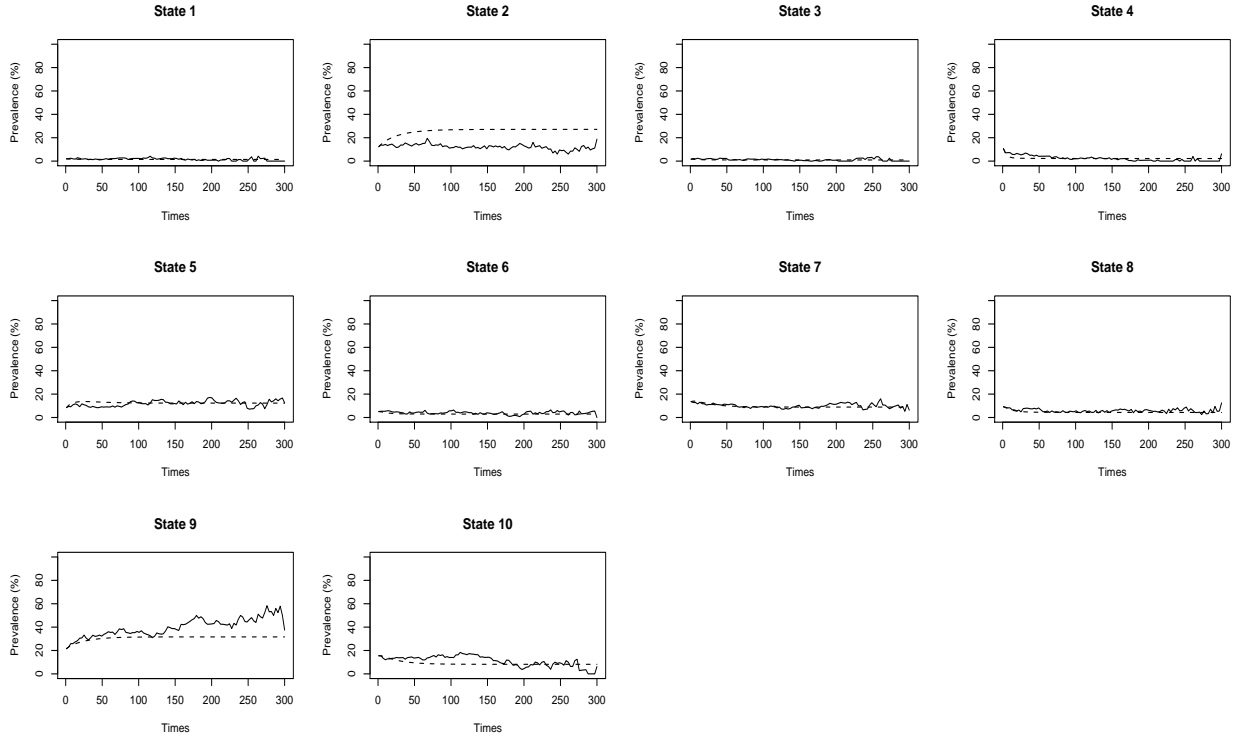 State 1
Prevalence (%)
0 20 40 60 80
0 50 100 150 200 250 300
Times
State 2
Prevalence (%)
0 20 40 60 80
0 50 100 150 200 250 300
Times
State 3
Prevalence (%)
0 20 40 60 80
0 50 100 150 200 250 300
Times
State 4
Prevalence (%)
0 20 40 60 80
0 50 100 150 200 250 300
Times
State 5
Prevalence (%)
0 20 40 60 80
0 50 100 150 200 250 300
Times
State 6
Prevalence (%)
0 20 40 60 80
0 50 100 150 200 250 300
Times
State 7
Prevalence (%)
0 20 40 60 80
0 50 100 150 200 250 300
Times
State 8
Prevalence (%)
0 20 40 60 80
0 50 100 150 200 250 300
Times
State 9
Prevalence (%)
0 20 40 60 80
0 50 100 150 200 250 300
Times
State 10
Prevalence (%)
0 20 40 60 80
0 50 100 150 200 250 300
Times